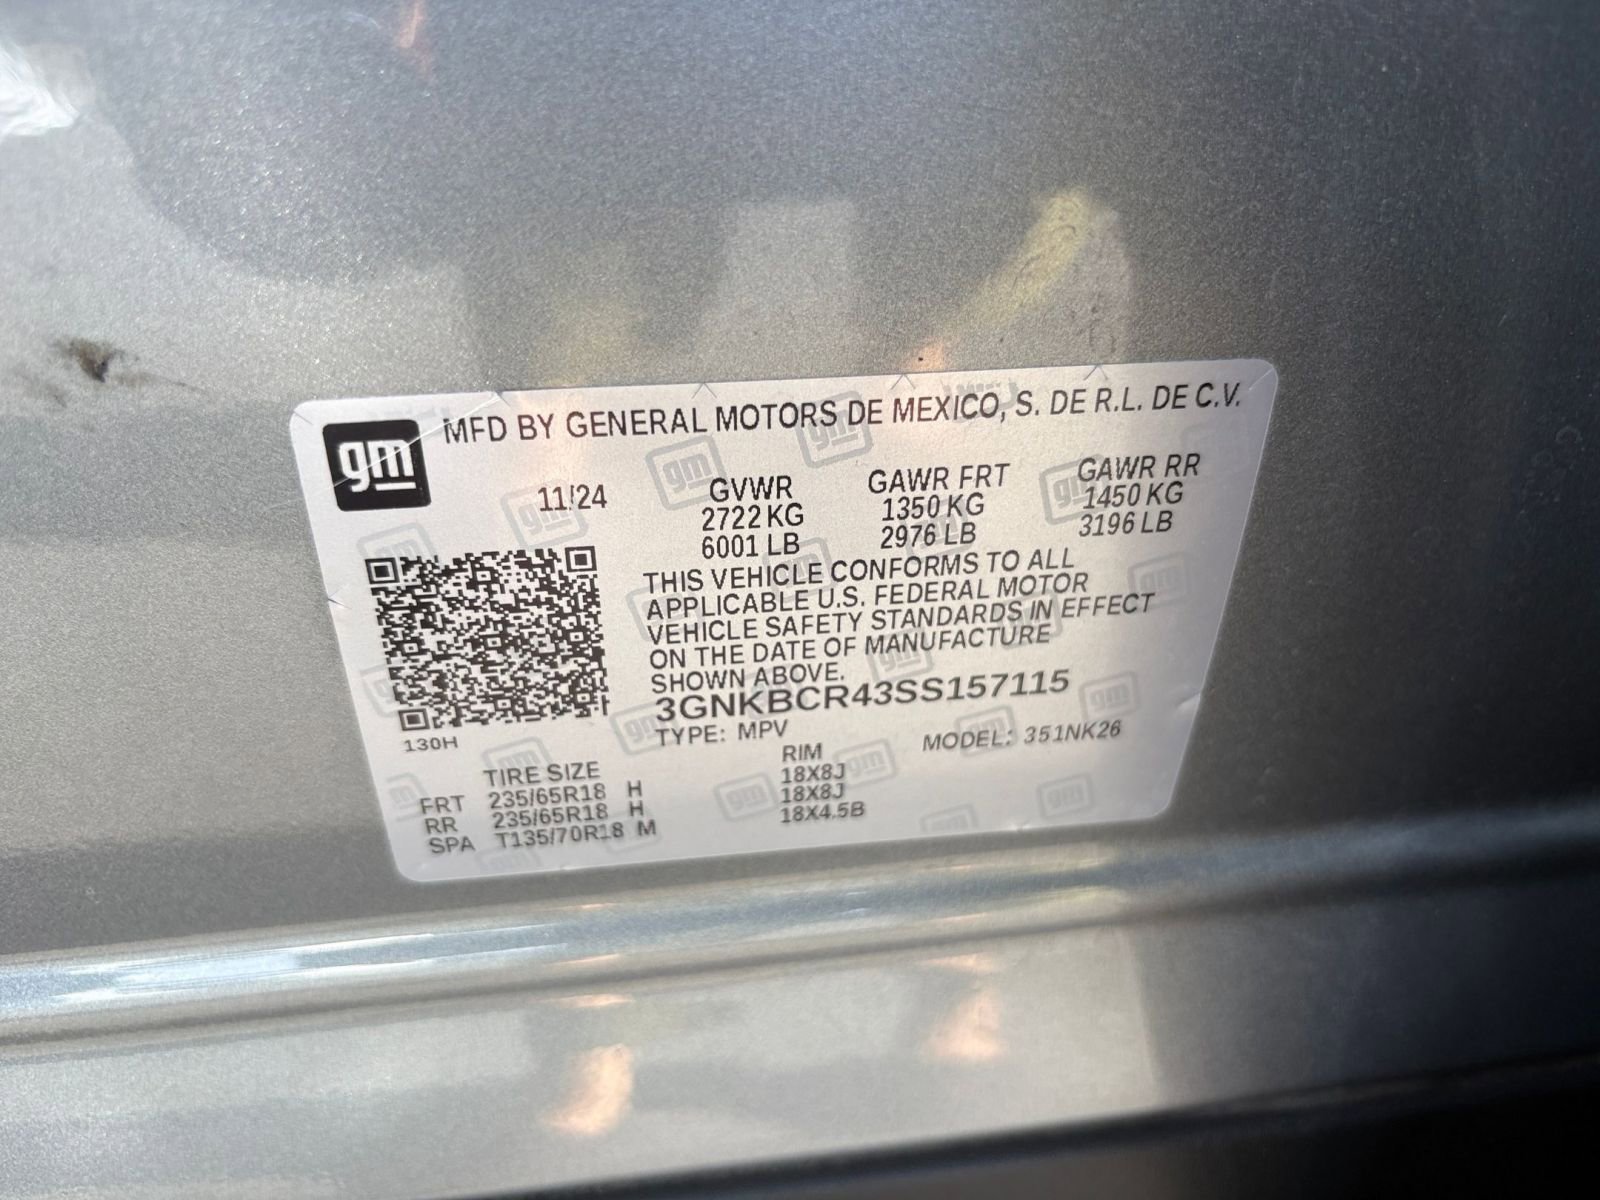 gm MFD BY GENERAL MOTORS DE MEXICO, S. DE R.L. DE C.V.
11/24 GVWR GAWR FRT GAWR RR
2722 KG 1350 KG 1450 KG
6001 LB 2976 LB 3196 LB
THIS VEHICLE CONFORMS TO ALL
APPLICABLE U.S. FEDERAL MOTOR
VEHICLE SAFETY STANDARDS IN EFFECT
ON THE DATE OF MANUFACTURE
SHOWN ABOVE.
3GNKBCR43SS157115
TYPE: MPV MODEL: 351NK26
130H
TIRE SIZE RIM
FRT 235/65R18 H 18X8J
RR 235/65R18 H 18X8J
SPA T135/70R18 M 18X4.5B